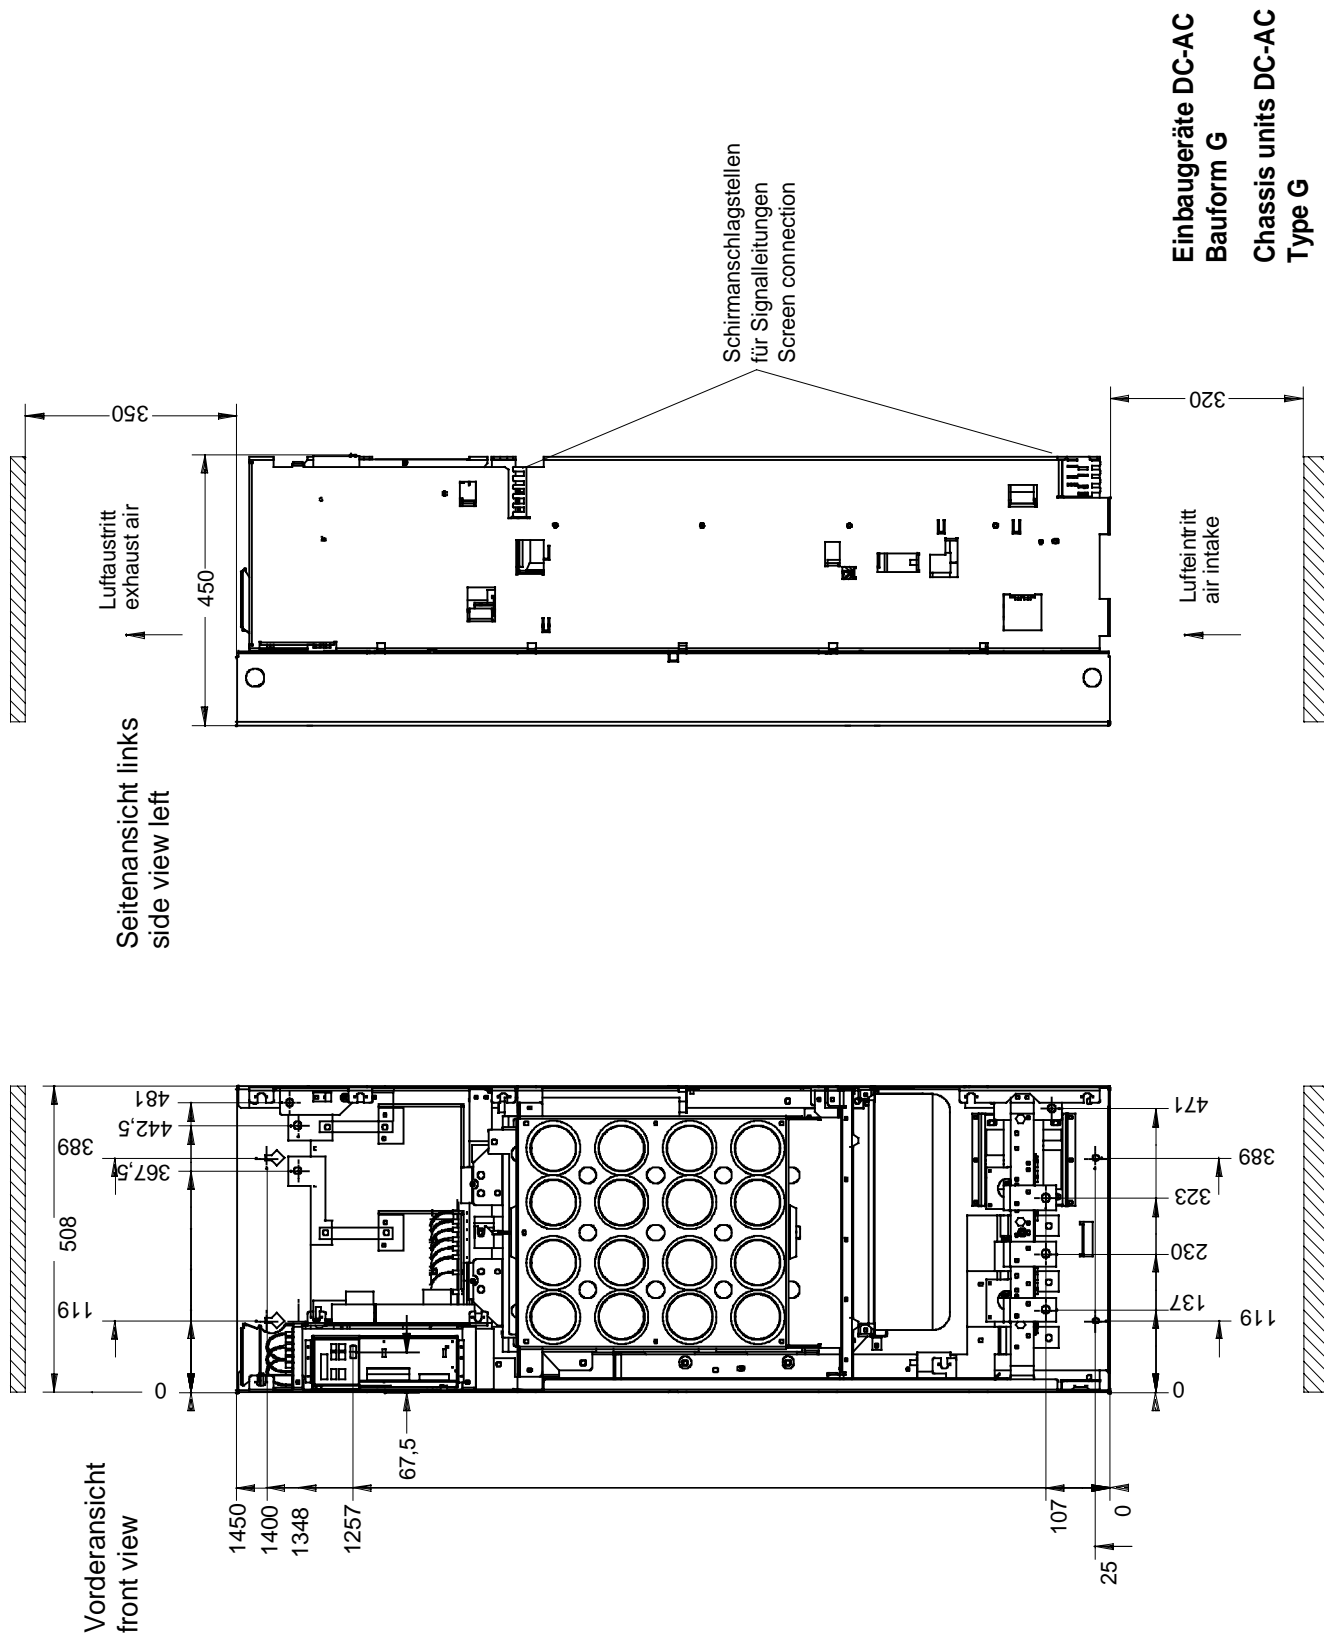 Vorderansicht
front view
Seitenansicht links
side view left
Luftaustritt
exhaust air
Lufteintritt
air intake
Schirmanschlagstellen
für Signalleitungen
Screen connection
Einbaugeräte DC-AC
Bauform G
Chassis units DC-AC
Type G
350
450
320
508
0
119
389
367,5
442,5
481
1450
1400
1348
1257
67,5
107
0
25
0
119
137
230
323
389
471